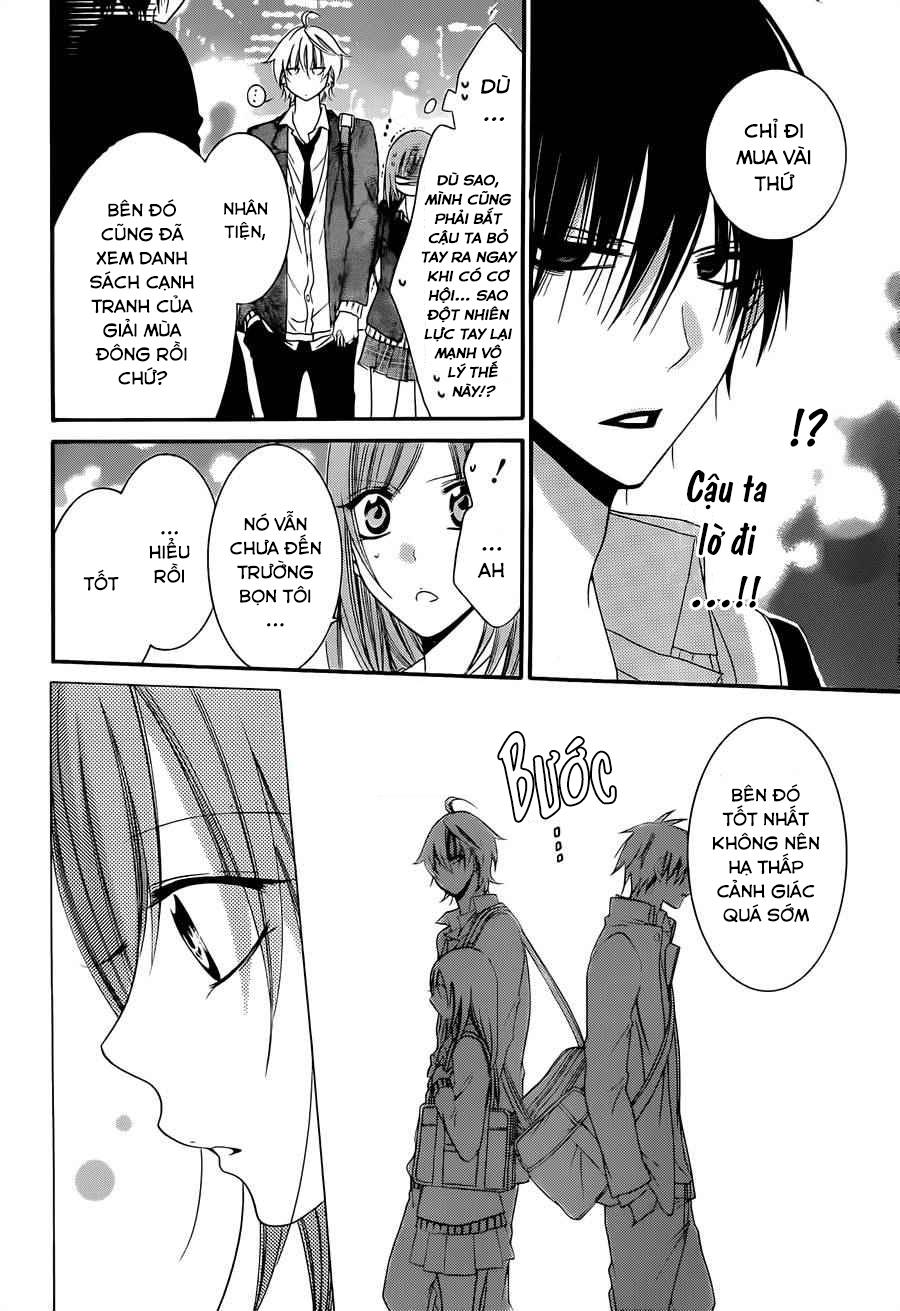 CHỈ ĐI
MUA VÀI
THỨ
!?
Cậu ta
lờ đi
...!!
DÙ
...
DÙ SAO,
MÌNH CŨNG
PHẢI BẮT
CẬU TA BỎ
TAY RA NGAY
KHI CÓ CƠ
HỘI... SAO
ĐỘT NHIÊN
LỰC TAY LẠI
MẠNH VÔ
LÝ THẾ
NÀY!?
...
NHÂN
TIỆN,
BÊN ĐÓ
CŨNG ĐÃ
XEM DANH
SÁCH CẠNH
TRANH CỦA
GIẢI MÙA
ĐÔNG RỒI
CHỨ?
!
...
AH
NÓ VẪN
CHƯA ĐẾN
TRƯỜNG
BỌN TÔI
...
...
HIỂU
RỒI
TỐT
BÊN ĐÓ
TỐT NHẤT
KHÔNG NÊN
HẠ THẤP
CẢNH GIÁC
QUÁ SỚM
BƯỚC
...